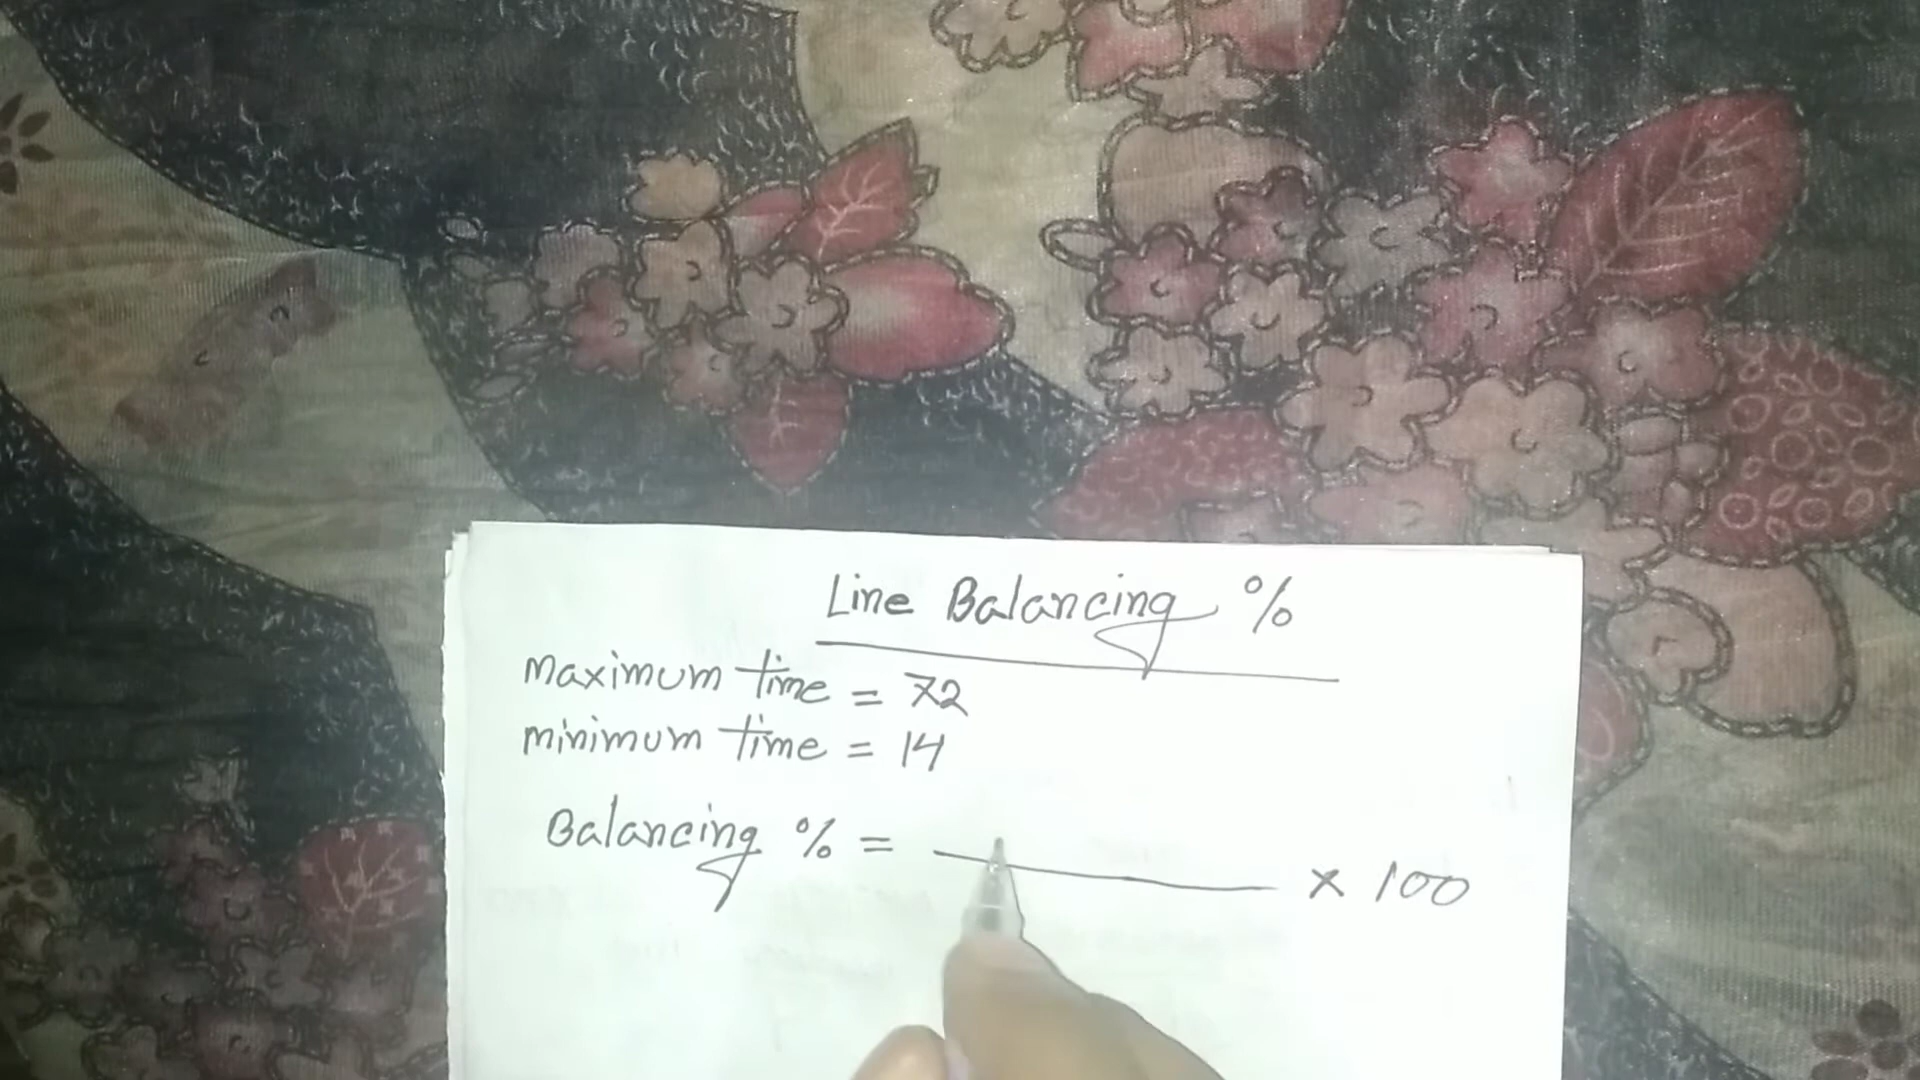 Line Balancing %
maximum time = 72
minimum time = 14
Balancing % = × 100